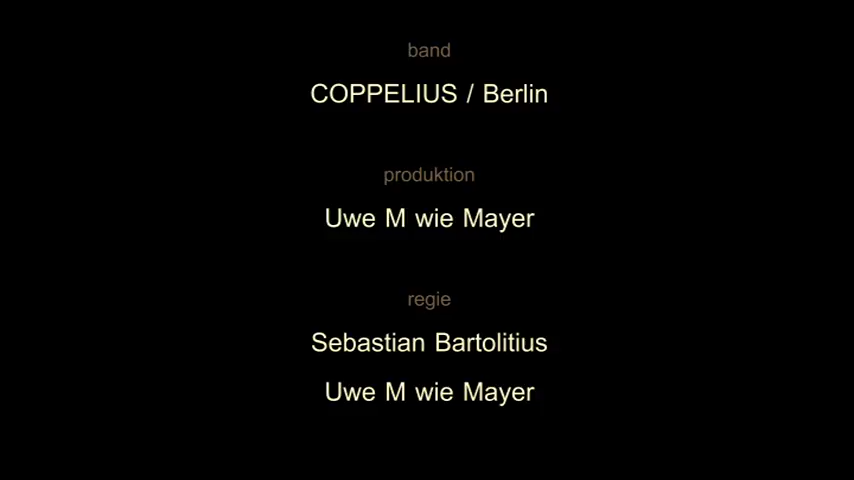 band
COPPELIUS / Berlin
produktion
Uwe M wie Mayer
regie
Sebastian Bartolitius
Uwe M wie Mayer